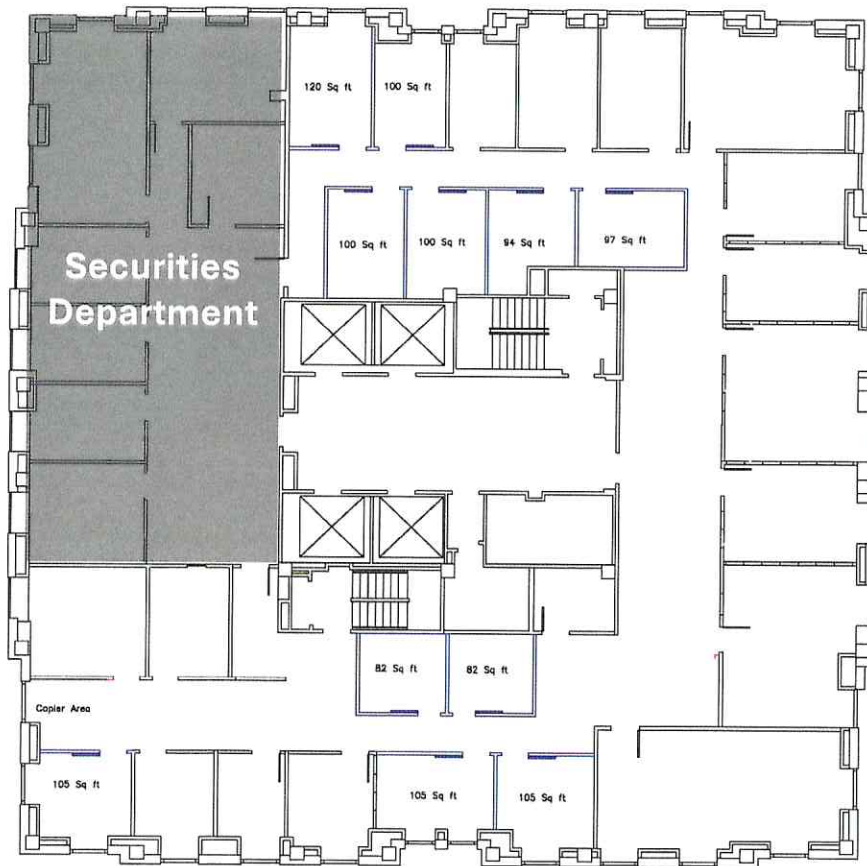 120 Sq ft
100 Sq ft
100 Sq ft
100 Sq ft
94 Sq ft
97 Sq ft
Securities
Department
82 Sq ft
82 Sq ft
Copier Area
105 Sq ft
105 Sq ft
105 Sq ft